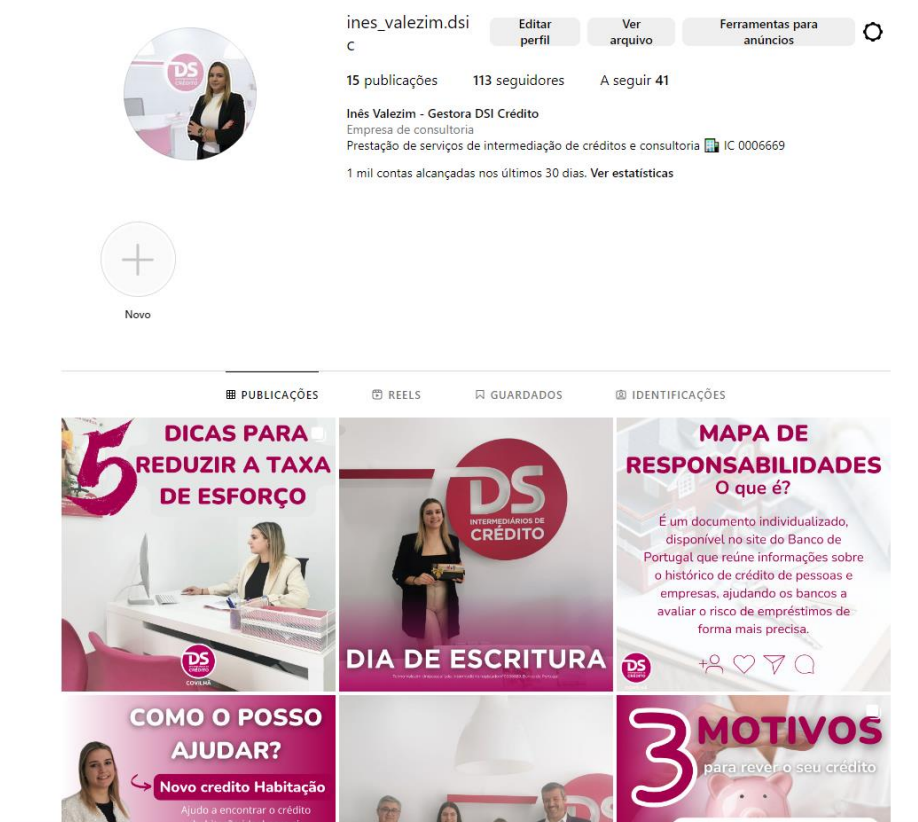 ines_valezim.dsi
c
Editar
perfil
Ver
arquivo
Ferramentas para
anúncios
15 publicações
113 seguidores
A seguir 41
Inês Valezim - Gestora DSI Crédito
Empresa de consultoria
Prestação de serviços de intermediação de créditos e consultoria 🏢 IC 0006669
1 mil contas alcançadas nos últimos 30 dias. Ver estatísticas
Novo
PUBLICAÇÕES
REELS
GUARDADOS
IDENTIFICAÇÕES
5 DICAS PARA
REDUZIR A TAXA
DE ESFORÇO
DS
CRÉDITO
COVILHÃ
DS
INTERMEDIÁRIOS DE
CRÉDITO
DIA DE ESCRITURA
MAPA DE
RESPONSABILIDADES
O que é?
É um documento individualizado,
disponível no site do Banco de
Portugal que reúne informações sobre
o histórico de crédito de pessoas e
empresas, ajudando os bancos a
avaliar o risco de empréstimos de
forma mais precisa.
DS
COMO O POSSO
AJUDAR?
Novo credito Habitação
Ajudo a encontrar o crédito
DS
3 MOTIVOS
para rever o seu crédito